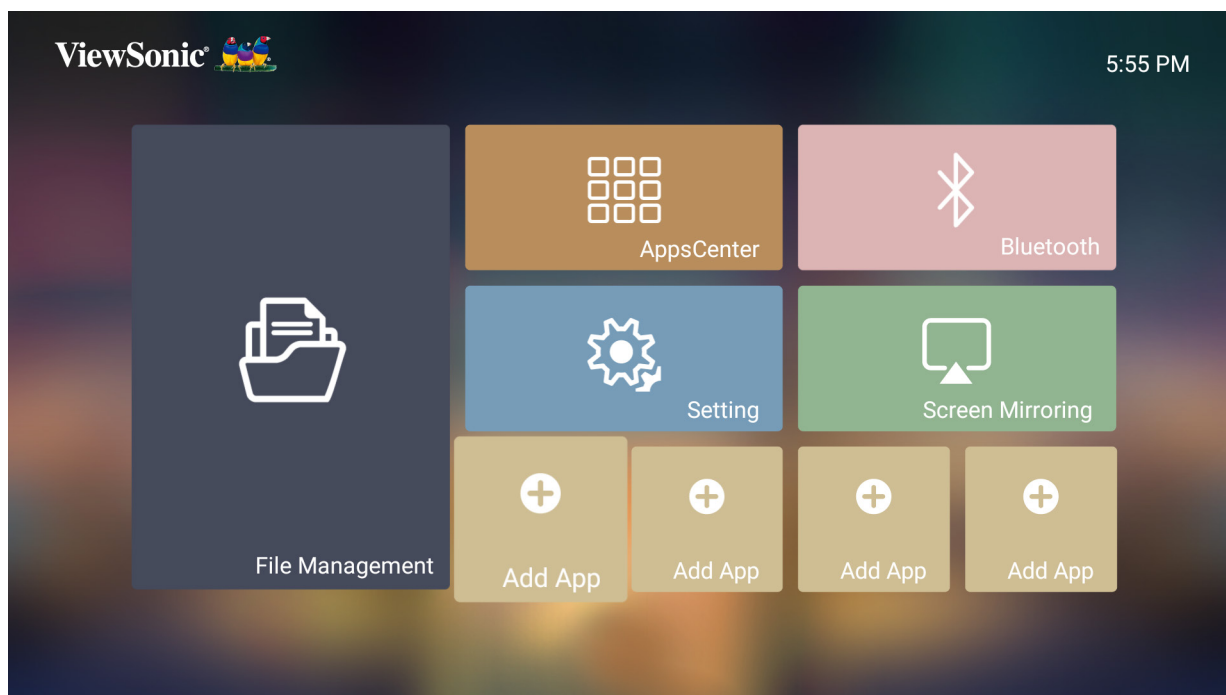 ViewSonic®
5:55 PM
AppsCenter
Bluetooth
Setting
Screen Mirroring
File Management
Add App
Add App
Add App
Add App